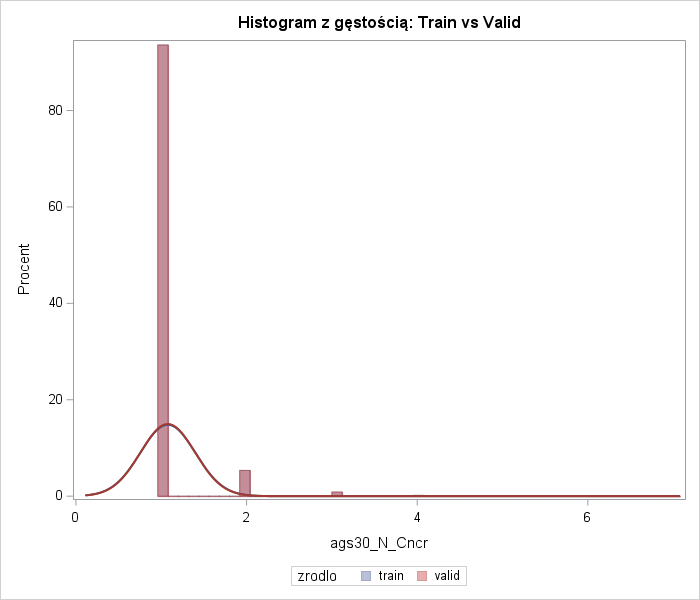 Histogram z gęstością: Train vs Valid
Procent
80
60
40
20
0
0 2 4 6
ags30_N_Cncr
zrodlo train valid